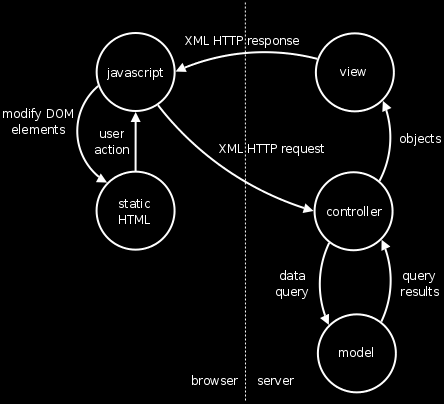 XML HTTP response
javascript
view
modify DOM
elements
user
action
XML HTTP request
objects
static
HTML
controller
data
query
query
results
model
browser
server